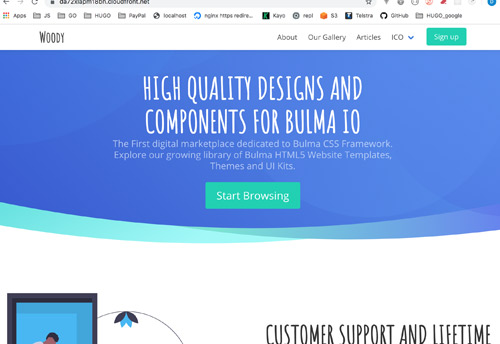 da72xlapm18bh.cloudfront.net
Apps JS GO HUGO PayPal localhost nginx https redire... Kayo repl S3 Telstra GitHub HUGO_google
Woody About Our Gallery Articles ICO Sign up
HIGH QUALITY DESIGNS AND
COMPONENTS FOR BULMA IO
The First digital marketplace dedicated to Bulma CSS Framework.
Explore our growing library of Bulma HTML5 Website Templates,
Themes and UI Kits.
Start Browsing
CUSTOMER SUPPORT AND LIFETIME